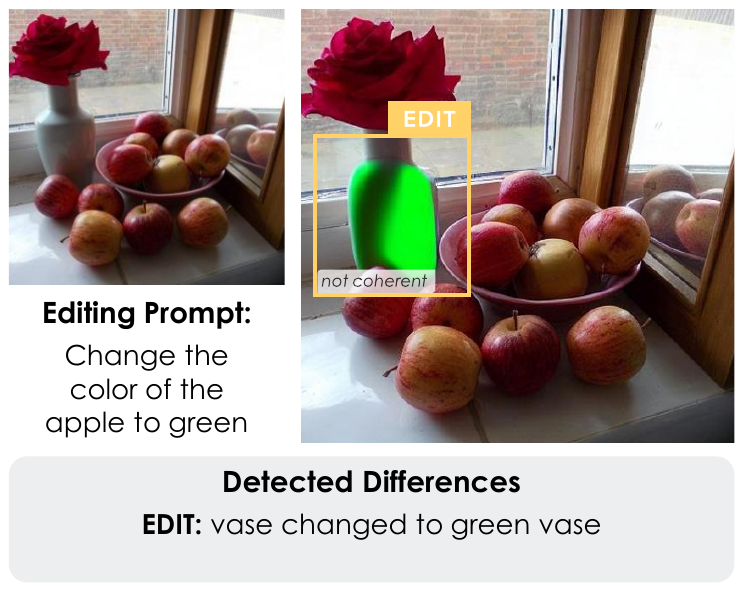 EDIT
not coherent
Editing Prompt:
Change the
color of the
apple to green
Detected Differences
EDIT: vase changed to green vase